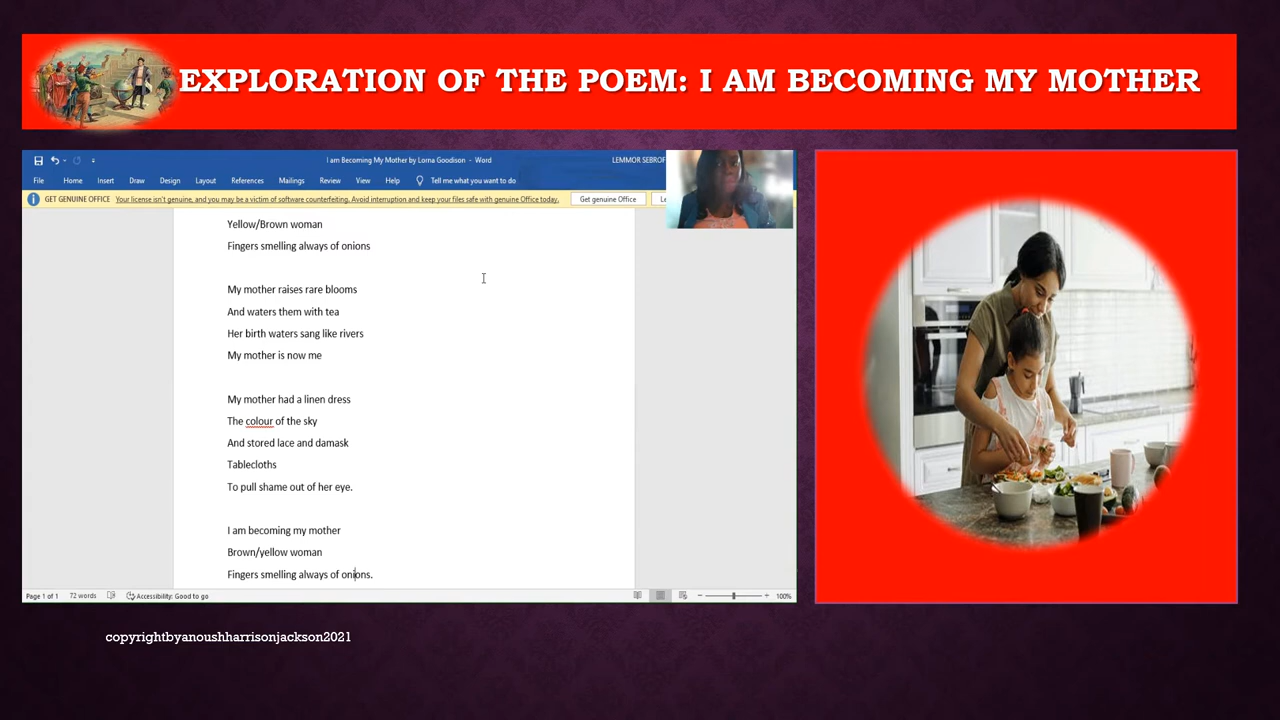 EXPLORATION OF THE POEM: I AM BECOMING MY MOTHER
I am Becoming My Mother by Lorna Goodison - Word
LEMMOR SEBROF
File Home Insert Draw Design Layout References Mailings Review View Help Tell me what you want to do
GET GENUINE OFFICE Your license isn't genuine, and you may be a victim of software counterfeiting. Avoid interruption and keep your files safe with genuine Office today. Get genuine Office
Yellow/Brown woman
Fingers smelling always of onions
My mother raises rare blooms
And waters them with tea
Her birth waters sang like rivers
My mother is now me
My mother had a linen dress
The colour of the sky
And stored lace and damask
Tablecloths
To pull shame out of her eye.
I am becoming my mother
Brown/yellow woman
Fingers smelling always of onions.
Page 1 of 1 72 words Accessibility: Good to go 100%
copyrightbyanoushharrisonjackson2021